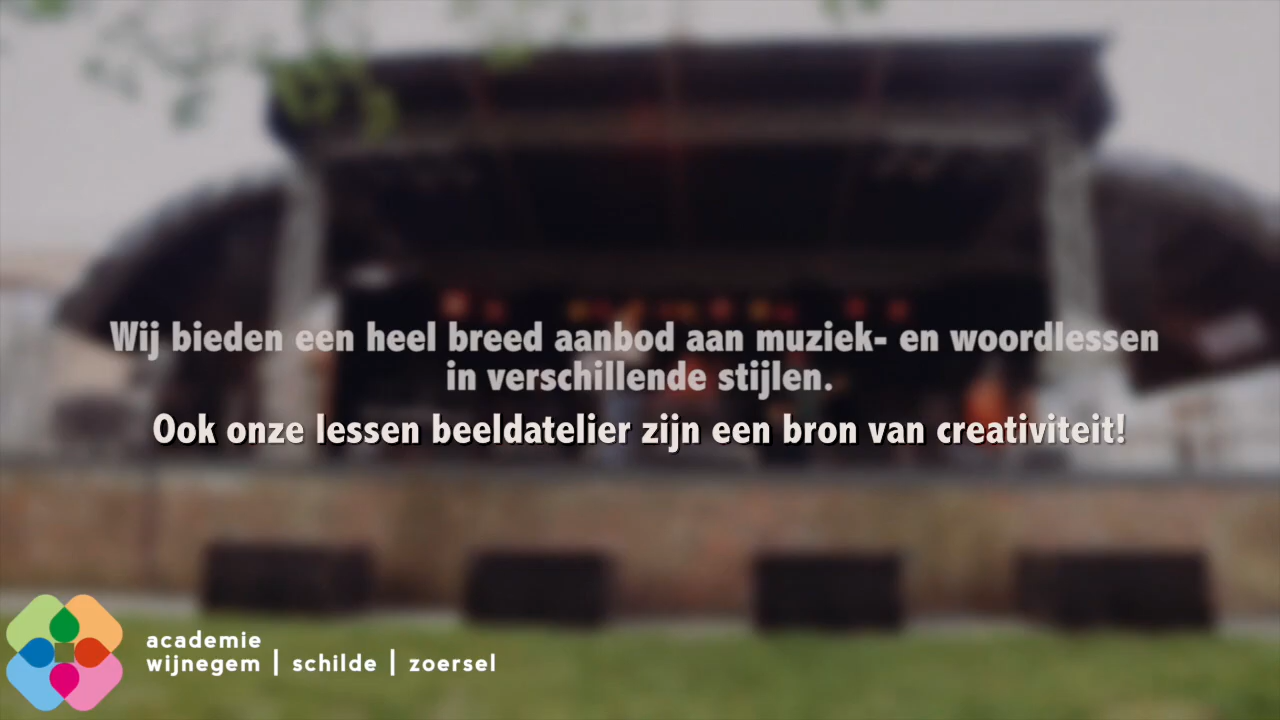 Wij bieden een heel breed aanbod aan muziek- en woordlessen
in verschillende stijlen.
Ook onze lessen beeldatelier zijn een bron van creativiteit!
academie
wijnegem | schilde | zoersel